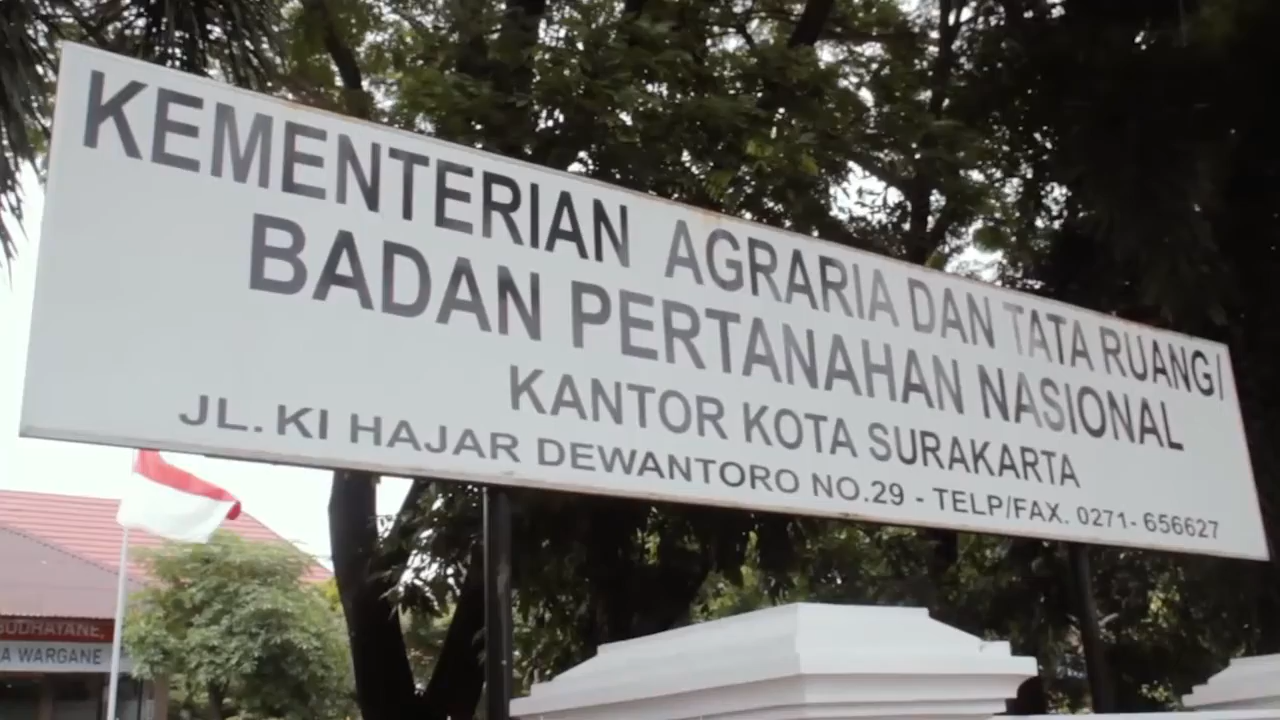 KEMENTERIAN AGRARIA DAN TATA RUANG/
BADAN PERTANAHAN NASIONAL
KANTOR KOTA SURAKARTA
JL. KI HAJAR DEWANTORO NO.29 - TELP/FAX. 0271- 656627
BUDHAYANE,
A WARGANE